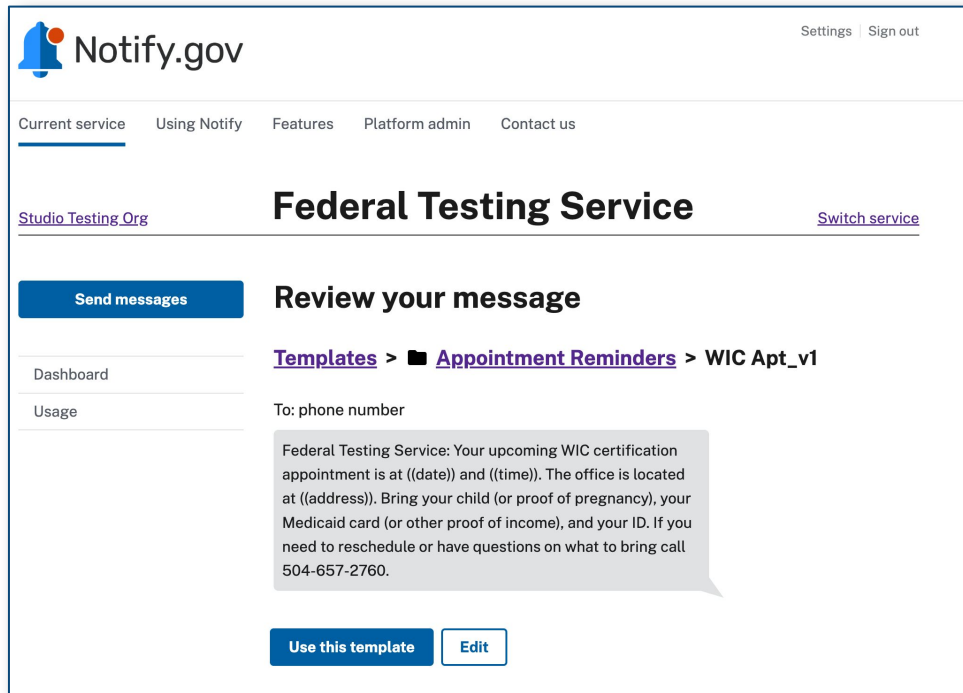 Notify.gov
Settings Sign out
Current service Using Notify Features Platform admin Contact us
Studio Testing Org
Federal Testing Service
Switch service
Send messages
Dashboard
Usage
Review your message
Templates > Appointment Reminders > WIC Apt_v1
To: phone number
Federal Testing Service: Your upcoming WIC certification
appointment is at ((date)) and ((time)). The office is located
at ((address)). Bring your child (or proof of pregnancy), your
Medicaid card (or other proof of income), and your ID. If you
need to reschedule or have questions on what to bring call
504-657-2760.
Use this template Edit